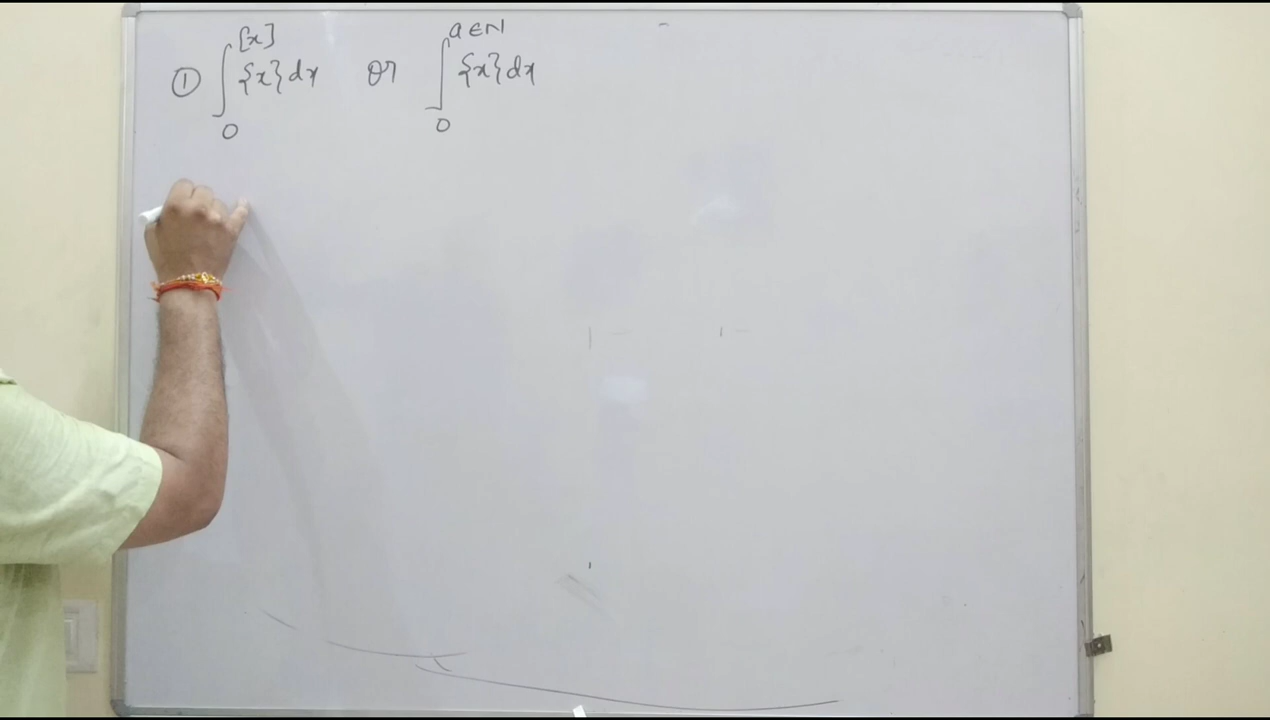 ① ∫₀^[x] {x}dx or ∫₀^a∈N {x}dx